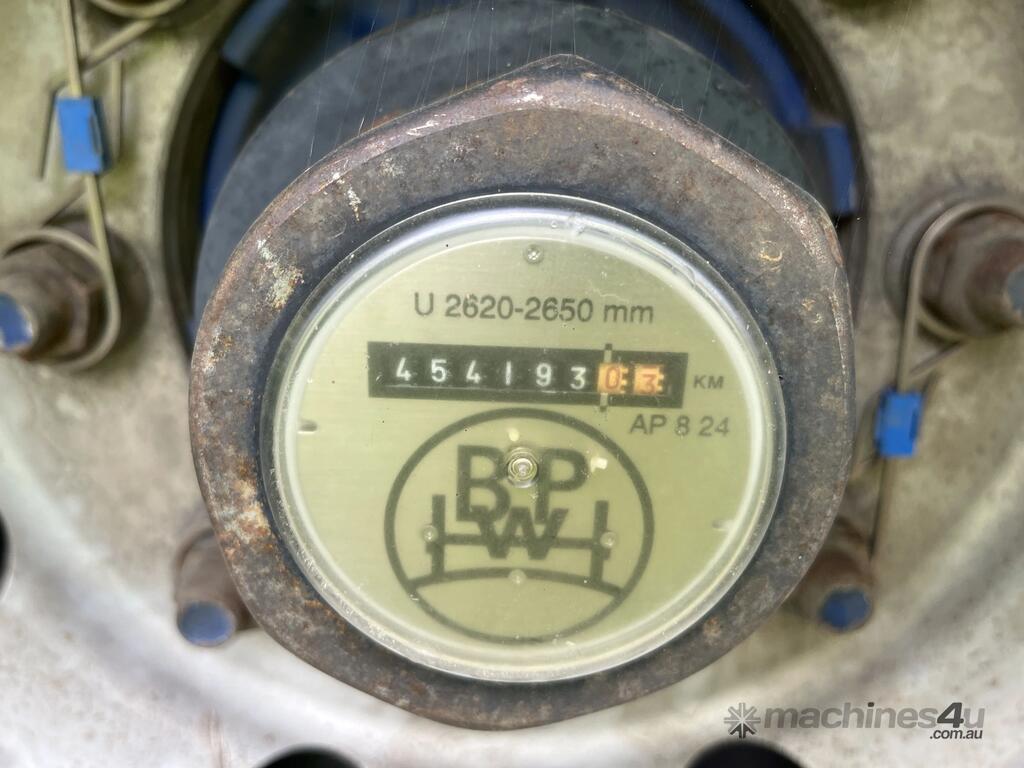 U 2620-2650 mm
45419303 KM
AP 8 24
BPW
machines4u
.com.au